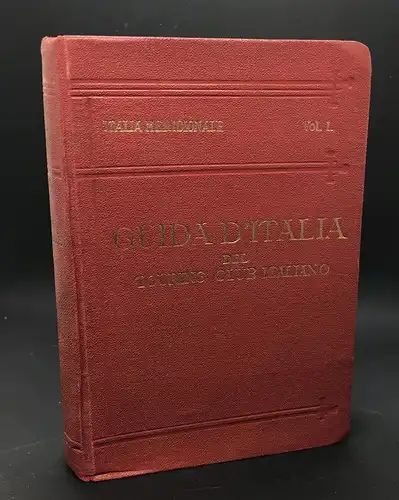 ITALIA MERIDIONALE Vol. I.
GUIDA D'ITALIA
DEL
TOURING CLUB ITALIANO